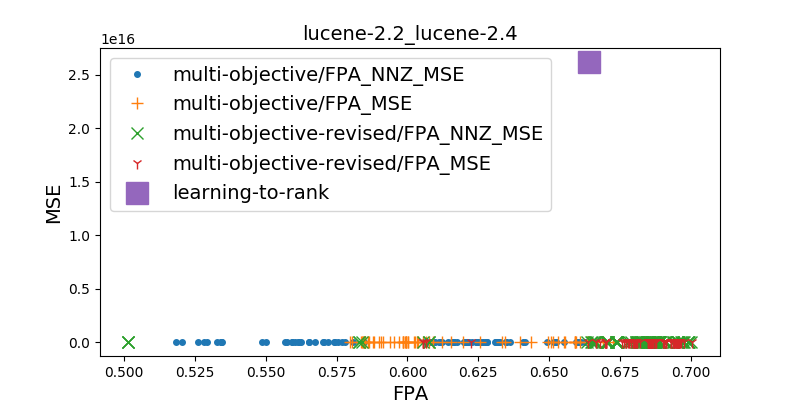 lucene-2.2_lucene-2.4
1e16
multi-objective/FPA_NNZ_MSE
multi-objective/FPA_MSE
multi-objective-revised/FPA_NNZ_MSE
multi-objective-revised/FPA_MSE
learning-to-rank
2.5
2.0
1.5
1.0
0.5
0.0
MSE
0.500 0.525 0.550 0.575 0.600 0.625 0.650 0.675 0.700
FPA